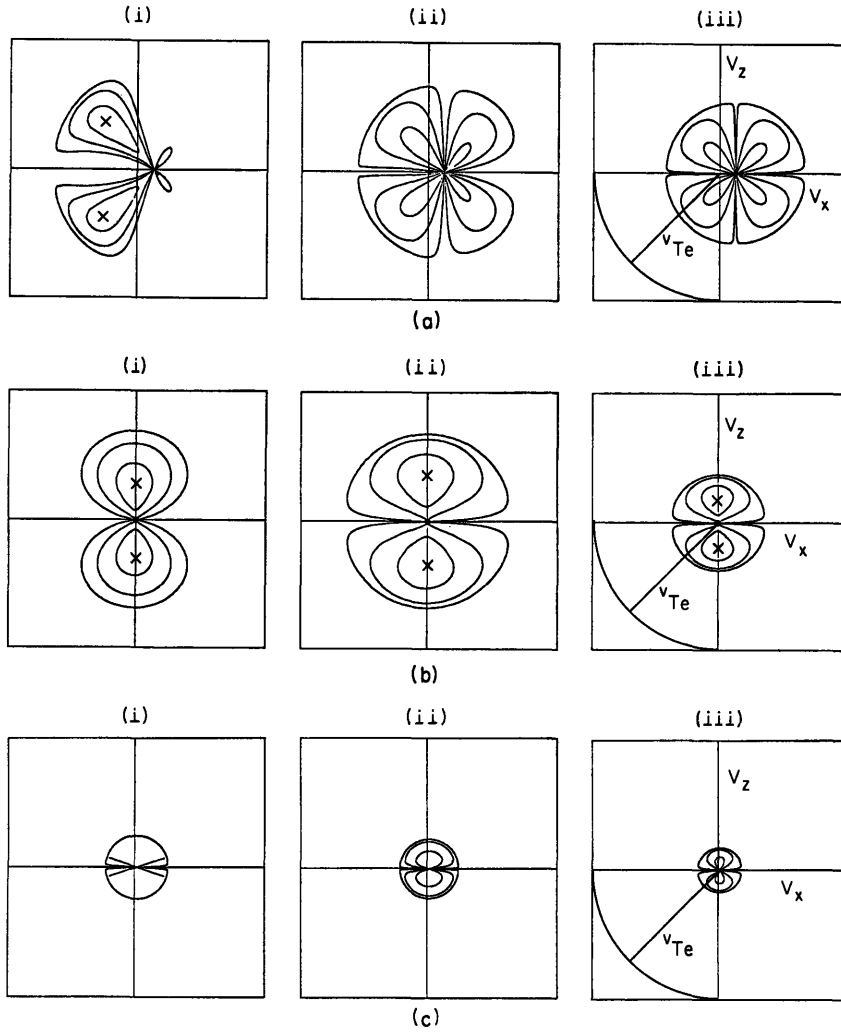 (i) (ii) (iii)
V_z
V_x
v_Te
(a)
(i) (ii) (iii)
V_z
V_x
v_Te
(b)
(i) (ii) (iii)
V_z
V_x
v_Te
(c)